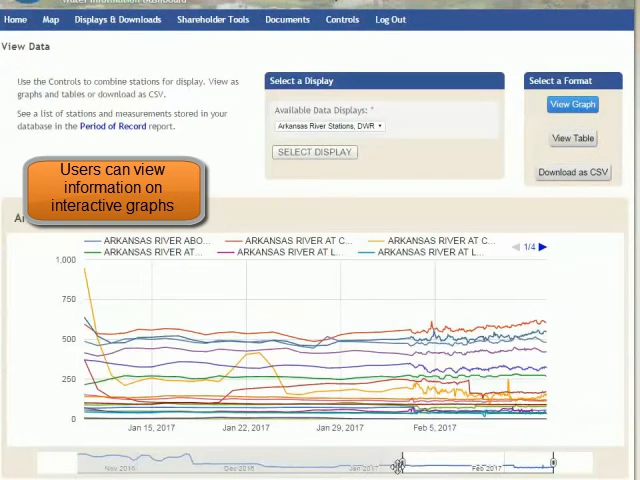 Water Information Dashboard
Home Map Displays & Downloads Shareholder Tools Documents Controls Log Out
View Data
Use the Controls to combine stations for display. View as
graphs and tables or download as CSV.
See a list of stations and measurements stored in your
database in the Period of Record report.
Select a Display
Available Data Displays: *
Arkansas River Stations, DWR
SELECT DISPLAY
Select a Format
View Graph
View Table
Download as CSV
Users can view
information on
interactive graphs
ARKANSAS RIVER ABO... ARKANSAS RIVER AT C... ARKANSAS RIVER AT C...
ARKANSAS RIVER AT... ARKANSAS RIVER AT L... ARKANSAS RIVER AT L...
1/4
1,000
750
500
250
0
Jan 15, 2017 Jan 22, 2017 Jan 29, 2017 Feb 5, 2017
Nov 2016 Dec 2016 Jan 2017 Feb 2017